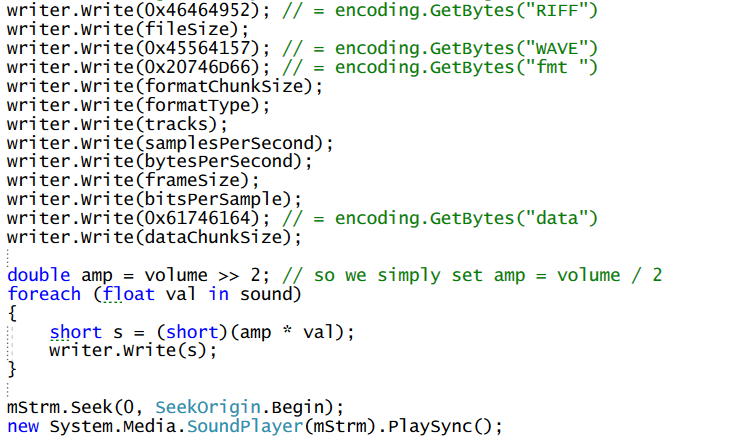 writer.Write(0x46464952); // = encoding.GetBytes("RIFF")
writer.Write(fileSize);
writer.Write(0x45564157); // = encoding.GetBytes("WAVE")
writer.Write(0x20746D66); // = encoding.GetBytes("fmt ")
writer.Write(formatChunkSize);
writer.Write(formatType);
writer.Write(tracks);
writer.Write(samplesPerSecond);
writer.Write(bytesPerSecond);
writer.Write(frameSize);
writer.Write(bitsPerSample);
writer.Write(0x61746164); // = encoding.GetBytes("data")
writer.Write(dataChunkSize);
double amp = volume >> 2; // so we simply set amp = volume / 2
foreach (float val in sound)
{
    short s = (short)(amp * val);
    writer.Write(s);
}
mStrm.Seek(0, SeekOrigin.Begin);
new System.Media.SoundPlayer(mStrm).PlaySync();